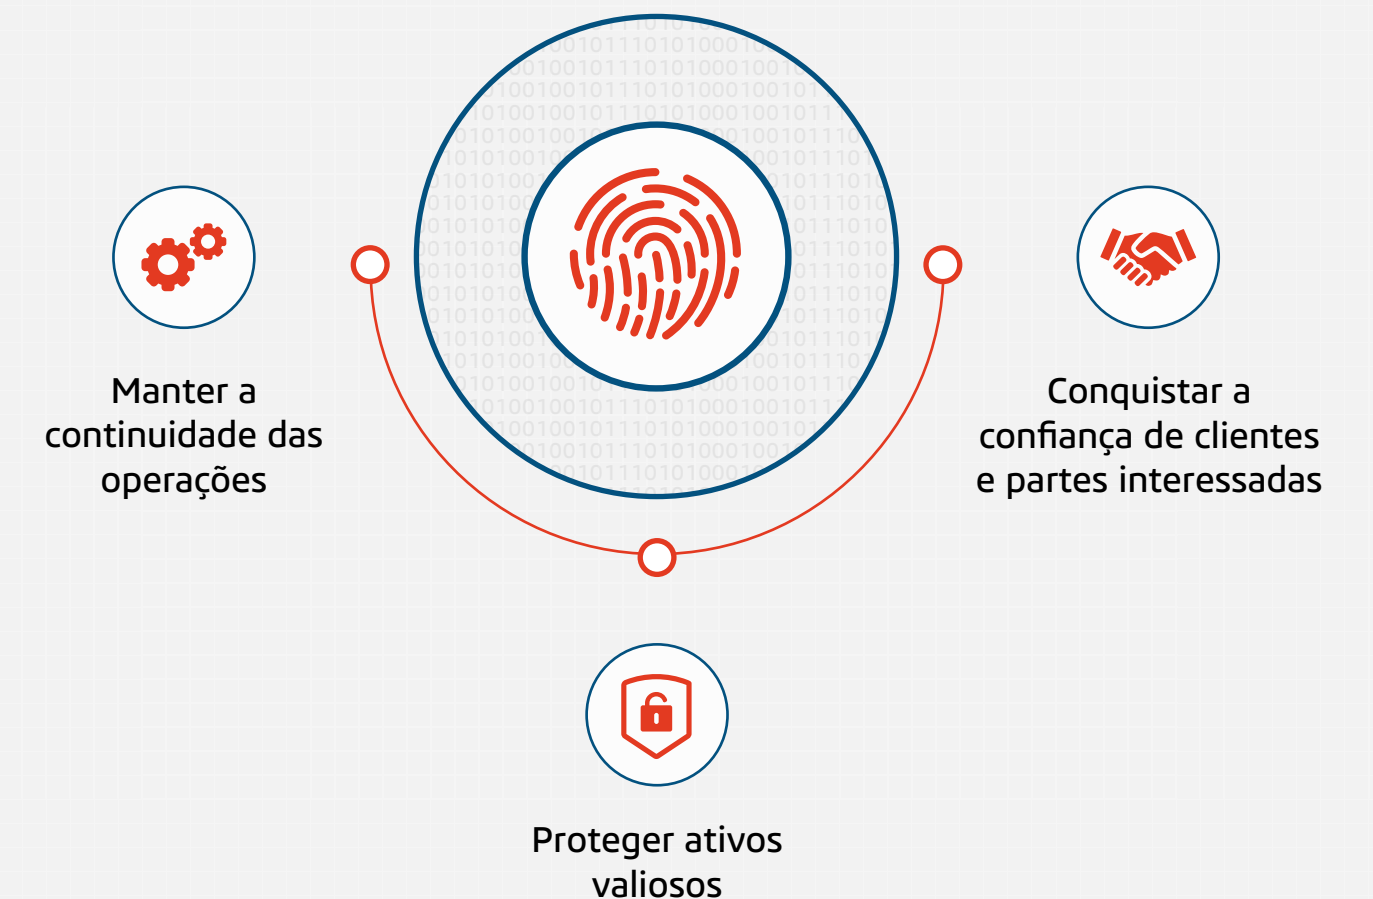 Manter a
continuidade das
operações
Conquistar a
confiança de clientes
e partes interessadas
Proteger ativos
valiosos